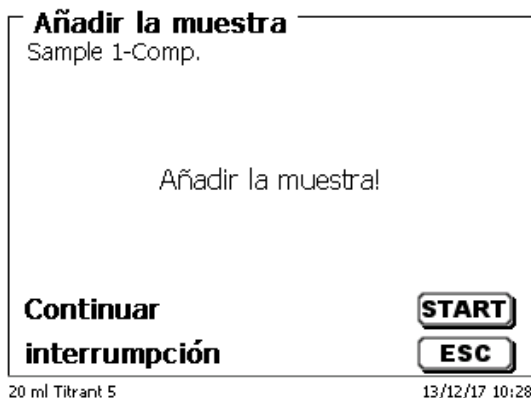 Añadir la muestra
Sample 1-Comp.
Añadir la muestra!
Continuar START
interrumpción ESC
20 ml Titrant 5 13/12/17 10:28